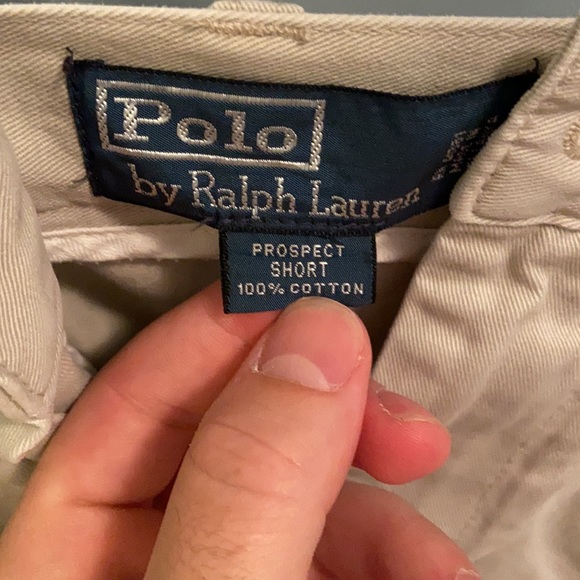 Polo
by Ralph Lauren
PROSPECT
SHORT
100% COTTON